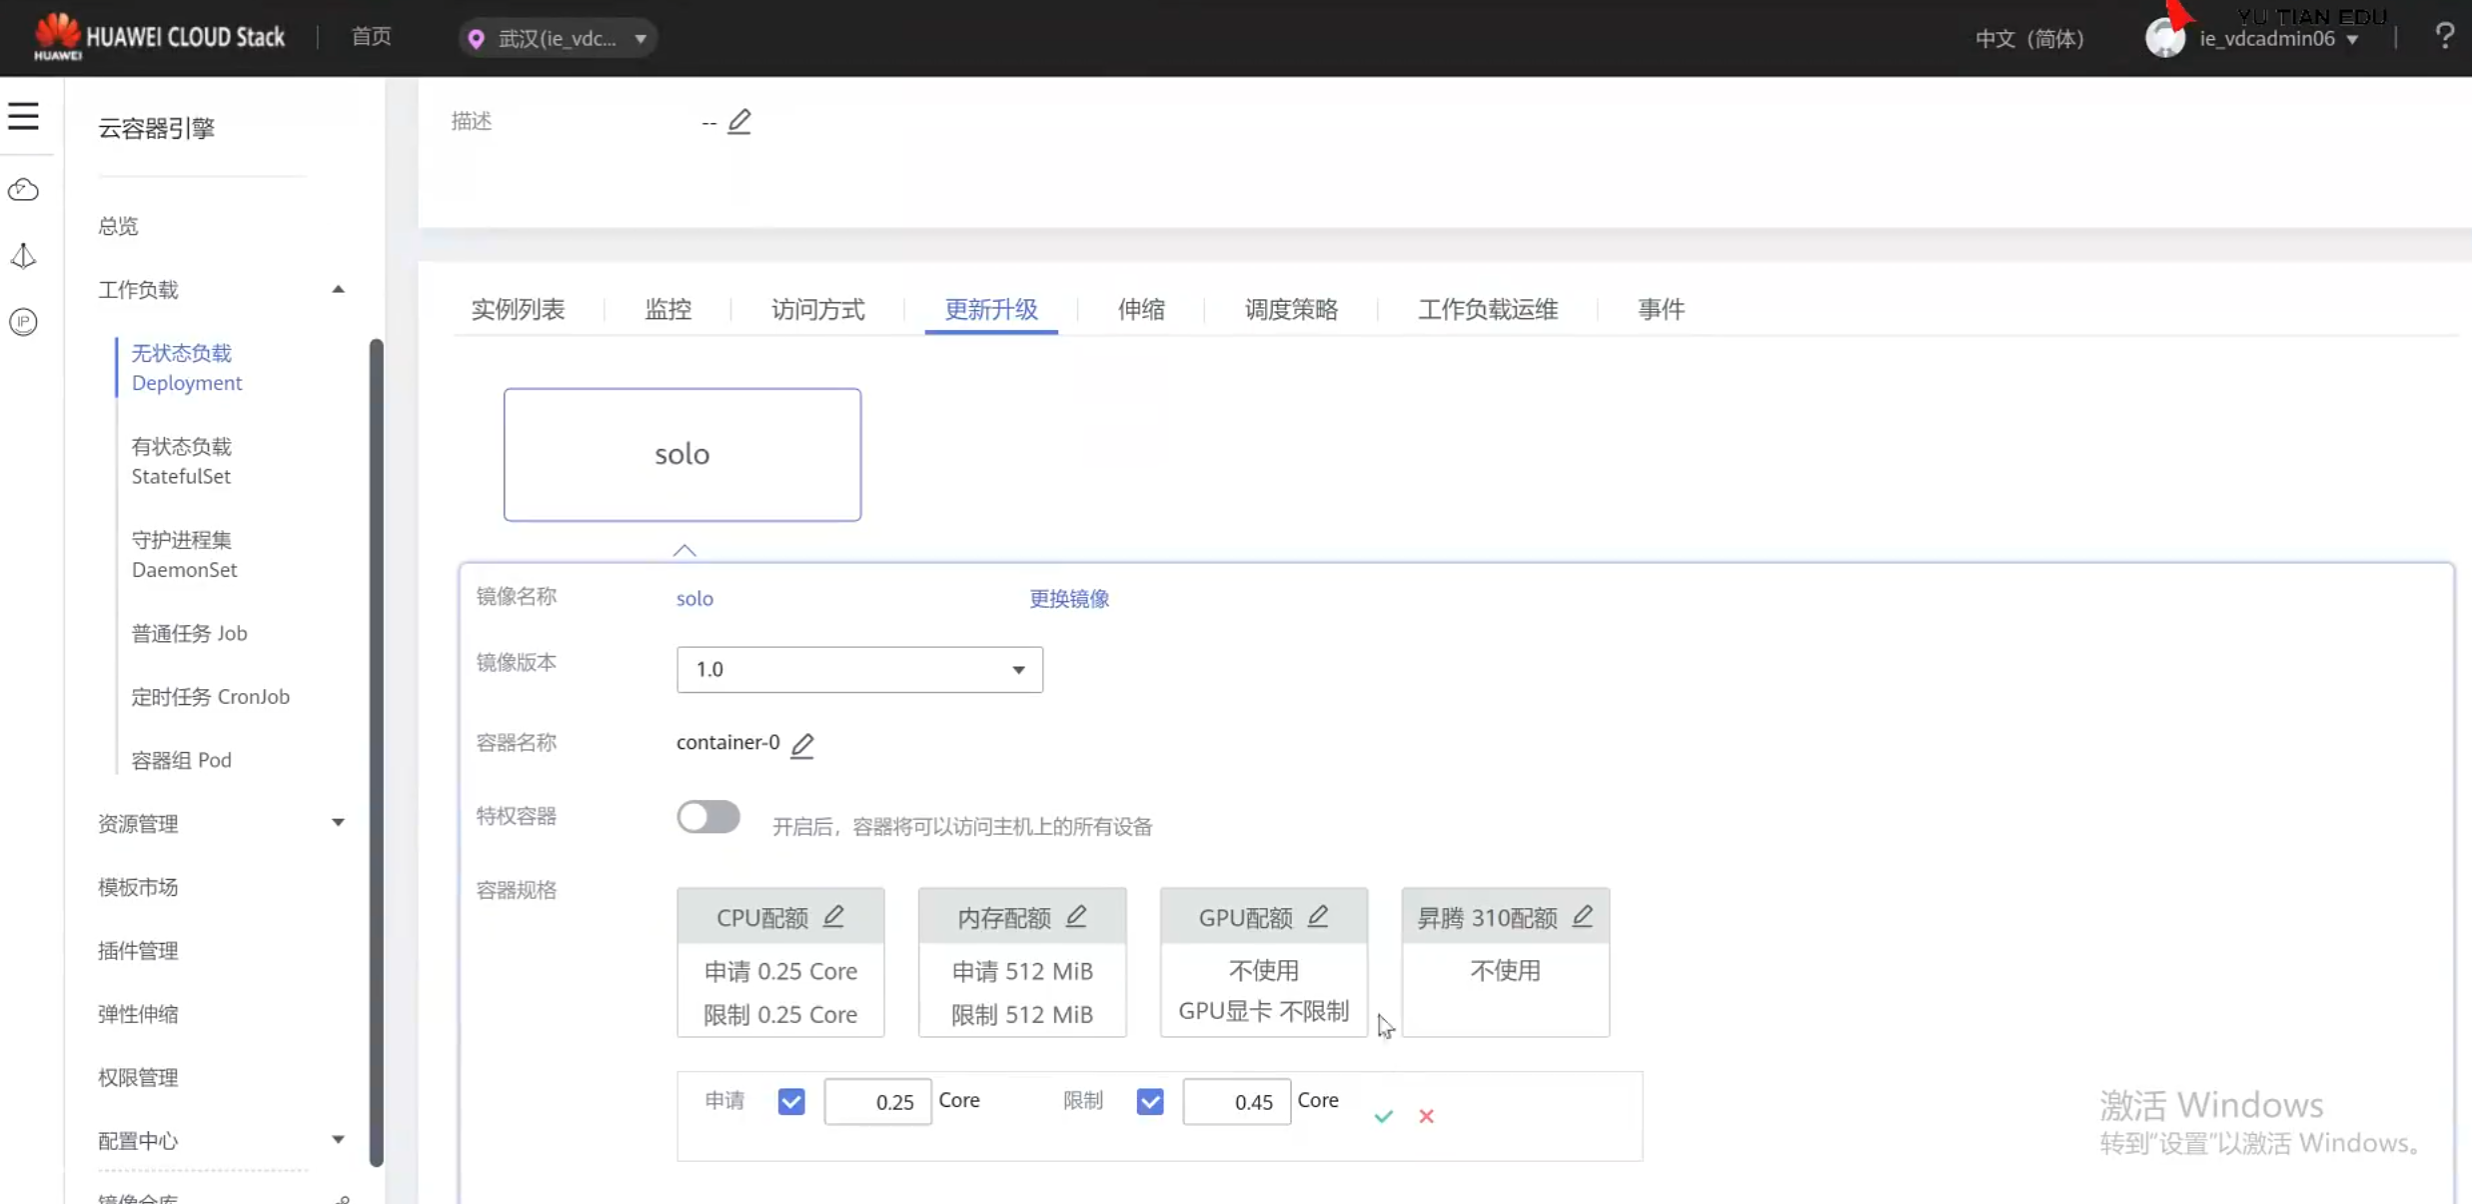 YU TIAN EDU
HUAWEI
HUAWEI CLOUD Stack
首页
武汉(ie_vdc...
中文（简体）
ie_vdcadmin06
?
云容器引擎
总览
工作负载
无状态负载
Deployment
有状态负载
StatefulSet
守护进程集
DaemonSet
普通任务 Job
定时任务 CronJob
容器组 Pod
资源管理
模板市场
插件管理
弹性伸缩
权限管理
配置中心
镜像仓库
IP
描述
--
实例列表
监控
访问方式
更新升级
伸缩
调度策略
工作负载运维
事件
solo
镜像名称
solo
更换镜像
镜像版本
1.0
容器名称
container-0
特权容器
开启后，容器将可以访问主机上的所有设备
容器规格
CPU配额
申请 0.25 Core
限制 0.25 Core
内存配额
申请 512 MiB
限制 512 MiB
GPU配额
不使用
GPU显卡 不限制
昇腾 310配额
不使用
申请
0.25
Core
限制
0.45
Core
激活 Windows
转到“设置”以激活 Windows。